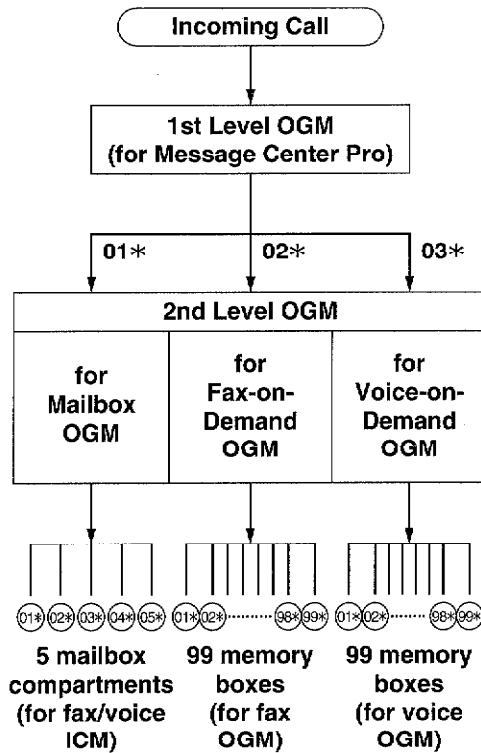 Incoming Call
1st Level OGM
(for Message Center Pro)
01* 02* 03*
2nd Level OGM
for
Mailbox
OGM
for
Fax-on-
Demand
OGM
for
Voice-on-
Demand
OGM
01* 02* 03* 04* 05*
01* 02* ········ 98* 99*
01* 02* ······· 98* 99*
5 mailbox
compartments
(for fax/voice
ICM)
99 memory
boxes
(for fax
OGM)
99 memory
boxes
(for voice
OGM)